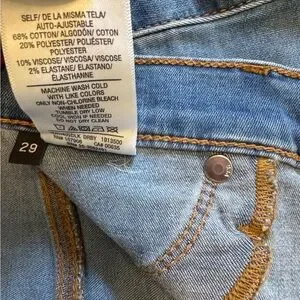 SELF/ DE LA MISMA TELA/
AUTO-AJUSTABLE
68% COTTON/ ALGODÓN/ COTON
20% POLYESTER/ POLIÉSTER/
POLYESTER
10% VISCOSE/ VISCOSA/ VISCOSE
2% ELASTANE/ ELASTANO/
ELASTHANNE
MACHINE WASH COLD
WITH LIKE COLORS
ONLY NON-CHLORINE BLEACH
WHEN NEEDED
TUMBLE DRY LOW
COOL IRON IF NEEDED
DO NOT DRY CLEAN
CA# 00035
29